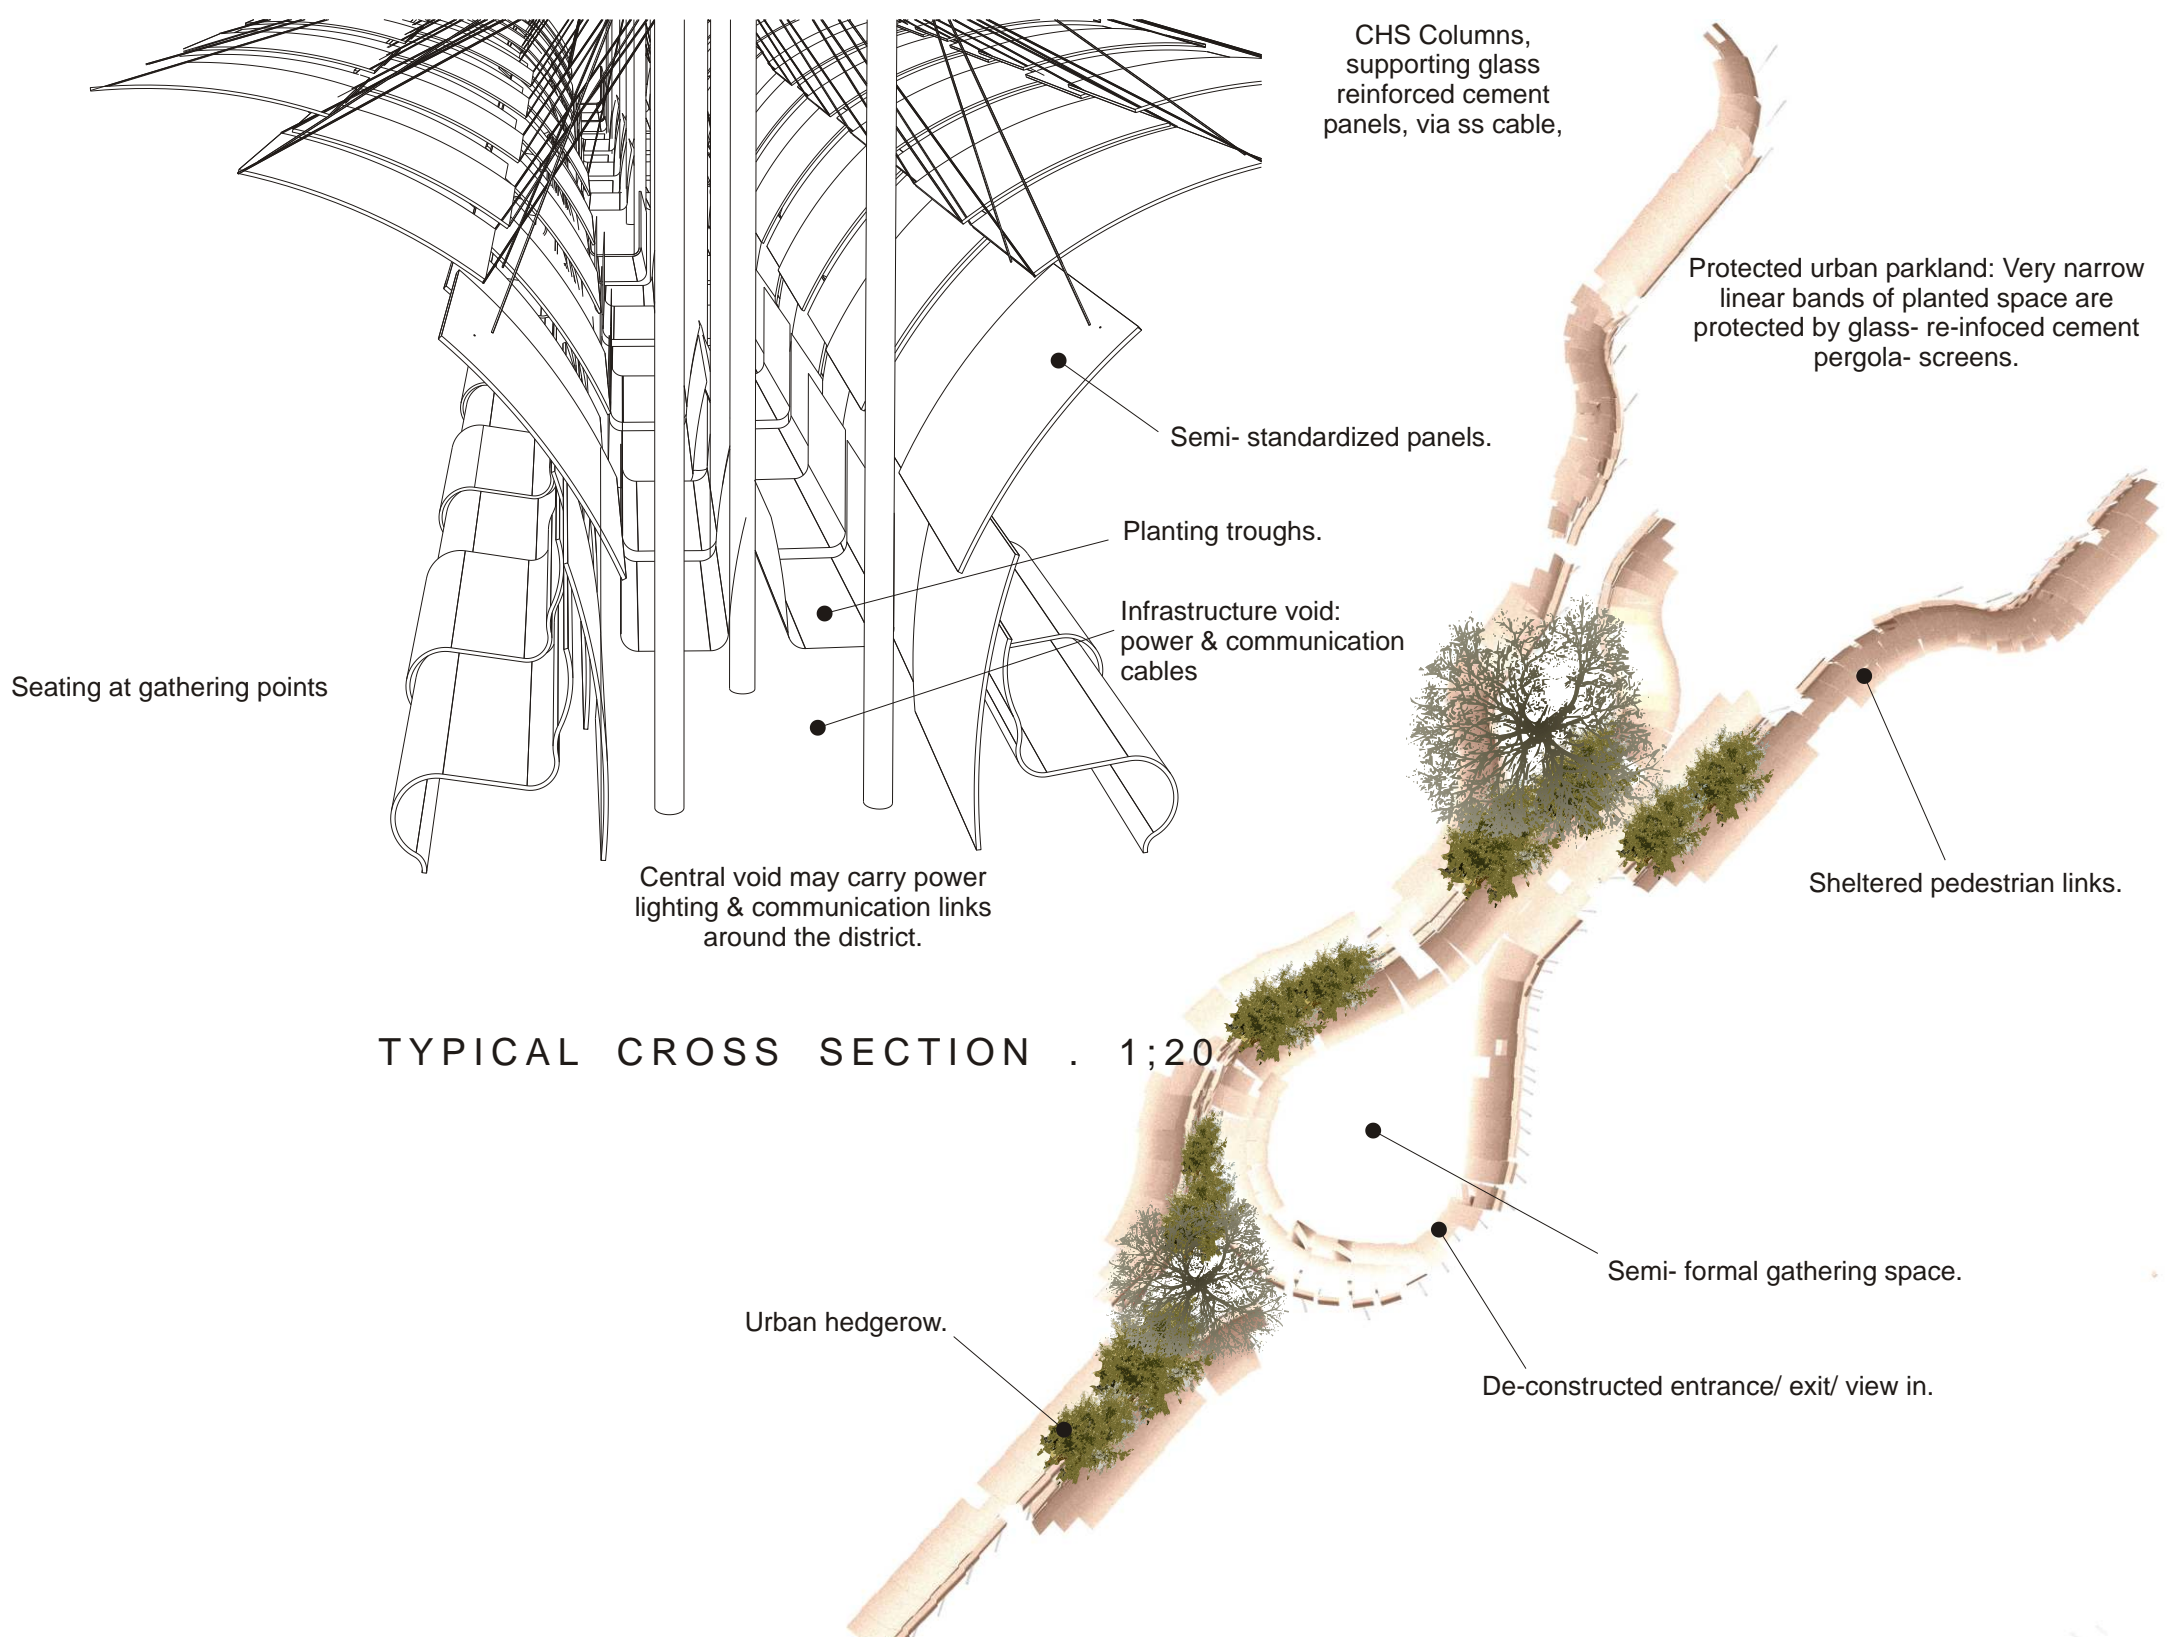 CHS Columns,
supporting glass
reinforced cement
panels, via ss cable,
Protected urban parkland: Very narrow
linear bands of planted space are
protected by glass- re-infoced cement
pergola- screens.
Semi- standardized panels.
Planting troughs.
Infrastructure void:
power & communication
cables
Seating at gathering points
Sheltered pedestrian links.
Central void may carry power
lighting & communication links
around the district.
TYPICAL CROSS SECTION . 1;20
Semi- formal gathering space.
Urban hedgerow.
De-constructed entrance/ exit/ view in.